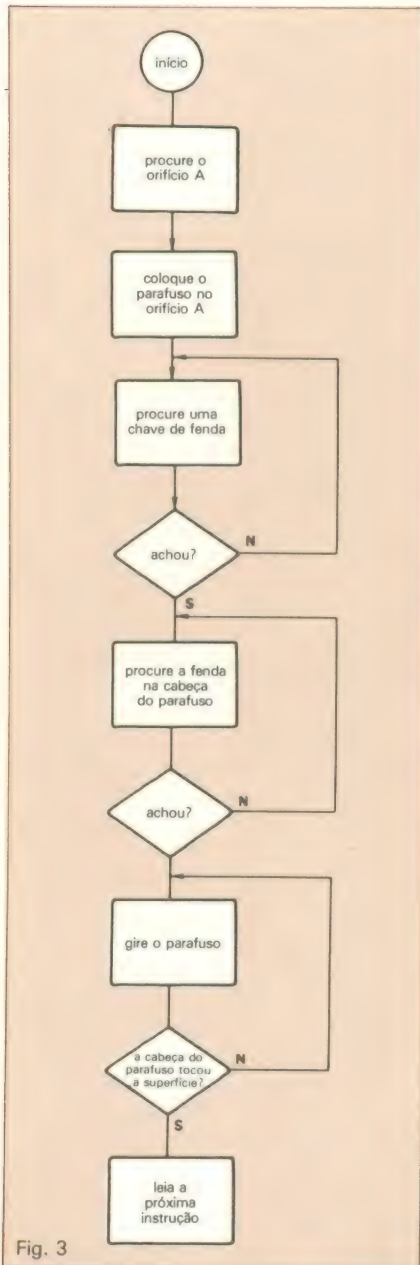 início
procure o
orifício A
coloque o
parafuso no
orifício A
procure uma
chave de fenda
achou?
N
S
procure a fenda
na cabeça
do parafuso
achou?
N
gire o parafuso
a cabeça do
parafuso tocou
a superfície?
N
S
leia a
próxima
instrução
Fig. 3